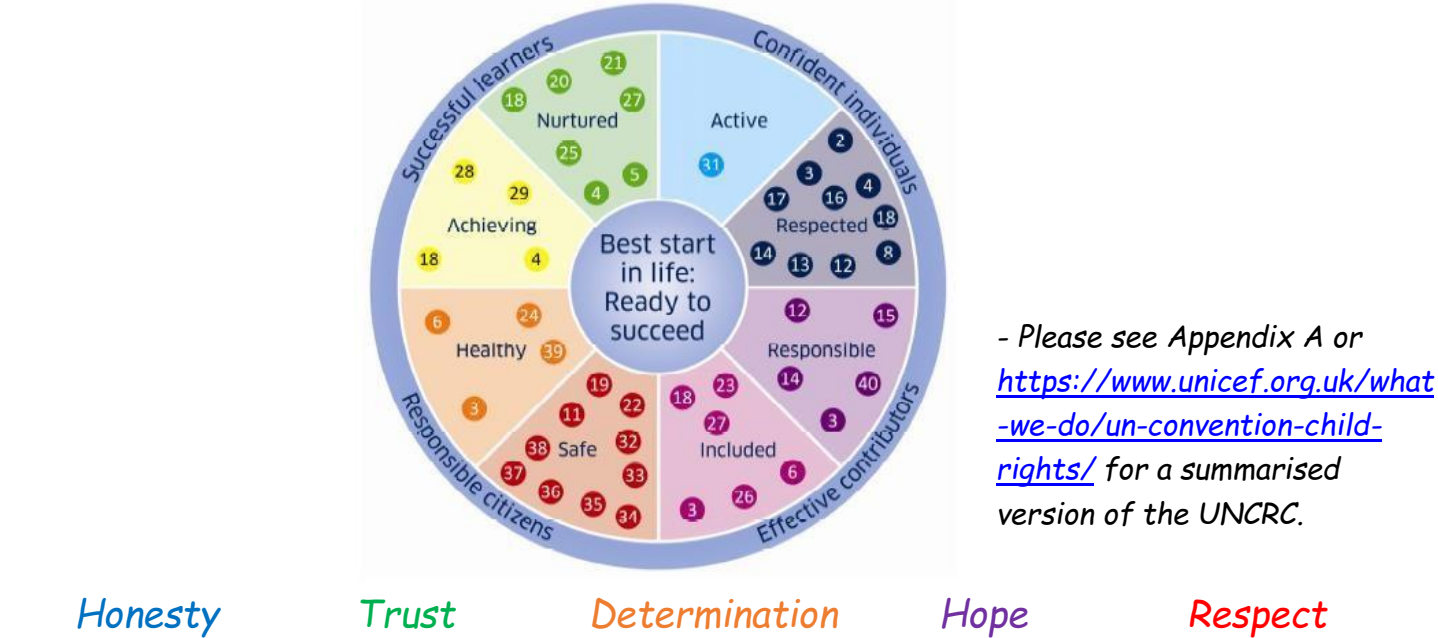 Successful learners
Confident individuals
21
20
18
27
Nurtured
25
5
4
Active
31
2
3
4
17
16
18
Respected
14
13
12
8
28
29
Achieving
18
4
Best start
in life:
Ready to
succeed
6
24
Healthy
39
3
12
15
Responsible
14
40
3
19
22
11
32
38
Safe
37
33
36
35
34
23
18
27
Included
6
26
3
Responsible citizens
Effective contributors
- Please see Appendix A or
https://www.unicef.org.uk/what
-we-do/un-convention-child-
rights/ for a summarised
version of the UNCRC.
Honesty Trust Determination Hope Respect